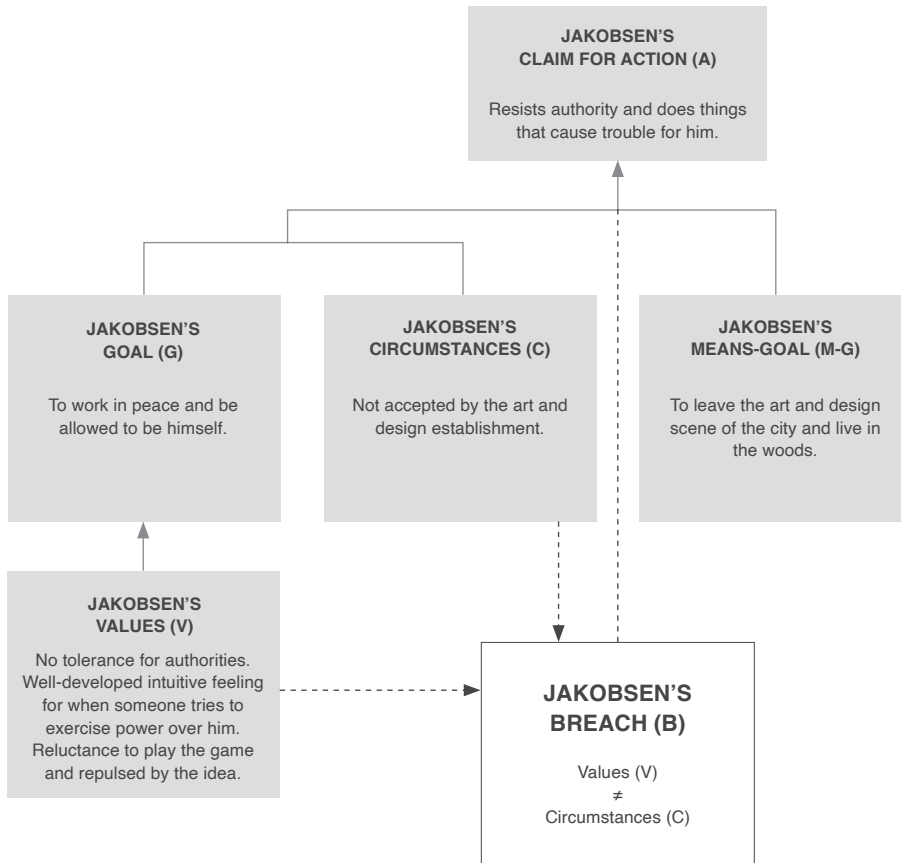 JAKOBSEN'S
CLAIM FOR ACTION (A)
Resists authority and does things
that cause trouble for him.
JAKOBSEN'S
GOAL (G)
To work in peace and be
allowed to be himself.
JAKOBSEN'S
CIRCUMSTANCES (C)
Not accepted by the art and
design establishment.
JAKOBSEN'S
MEANS-GOAL (M-G)
To leave the art and design
scene of the city and live in
the woods.
JAKOBSEN'S
VALUES (V)
No tolerance for authorities.
Well-developed intuitive feeling
for when someone tries to
exercise power over him.
Reluctance to play the game
and repulsed by the idea.
JAKOBSEN'S
BREACH (B)
Values (V)
≠
Circumstances (C)